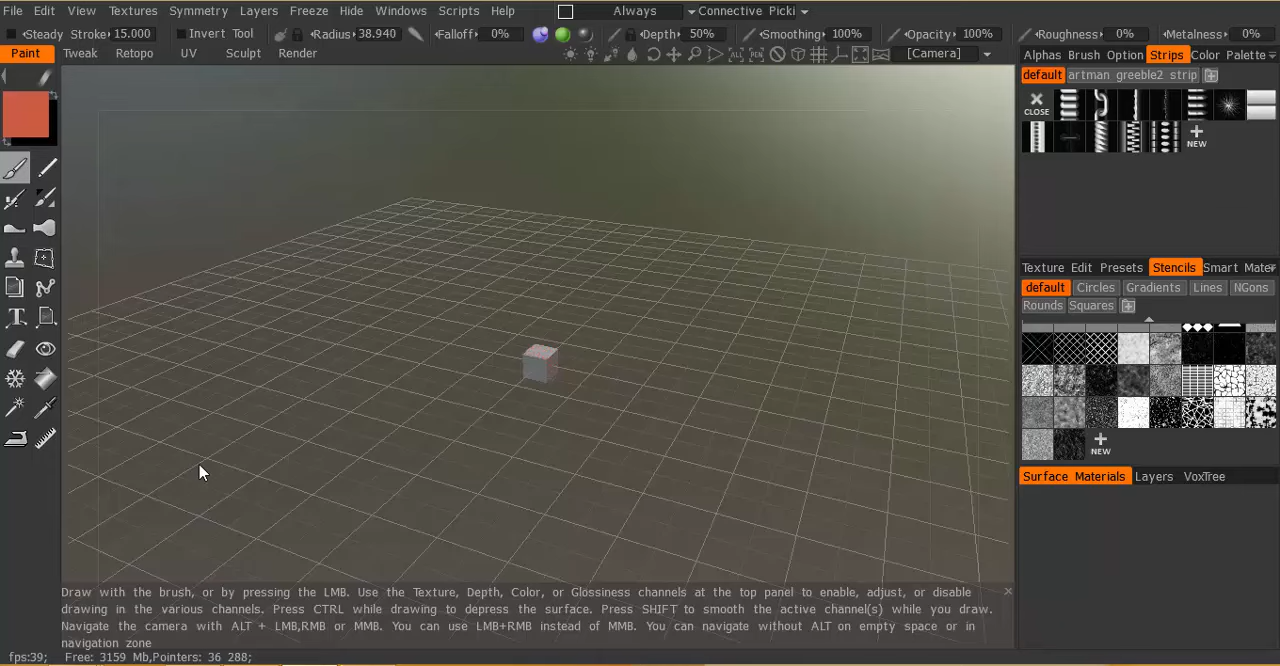 File Edit View Textures Symmetry Layers Freeze Hide Windows Scripts Help Always Connective Picki
Steady Stroke 15.000 Invert Tool Radius 38.940 Falloff 0% Depth 50% Smoothing 100% Opacity 100% Roughness 0% Metalness 0%
Paint Tweak Retopo UV Sculpt Render [Camera] Alphas Brush Option Strips Color Palette
default artman greeble2 strip
CLOSE
NEW
Texture Edit Presets Stencils Smart Mater
default Circles Gradients Lines NGons
Rounds Squares
NEW
Surface Materials Layers VoxTree
Draw with the brush, or by pressing the LMB. Use the Texture, Depth, Color, or Glossiness channels at the top panel to enable, adjust, or disable
drawing in the various channels. Press CTRL while drawing to depress the surface. Press SHIFT to smooth the active channel(s) while you draw.
Navigate the camera with ALT + LMB,RMB or MMB. You can use LMB+RMB instead of MMB. You can navigate without ALT on empty space or in
navigation zone
fps:39; Free: 3159 Mb,Pointers: 36 288;